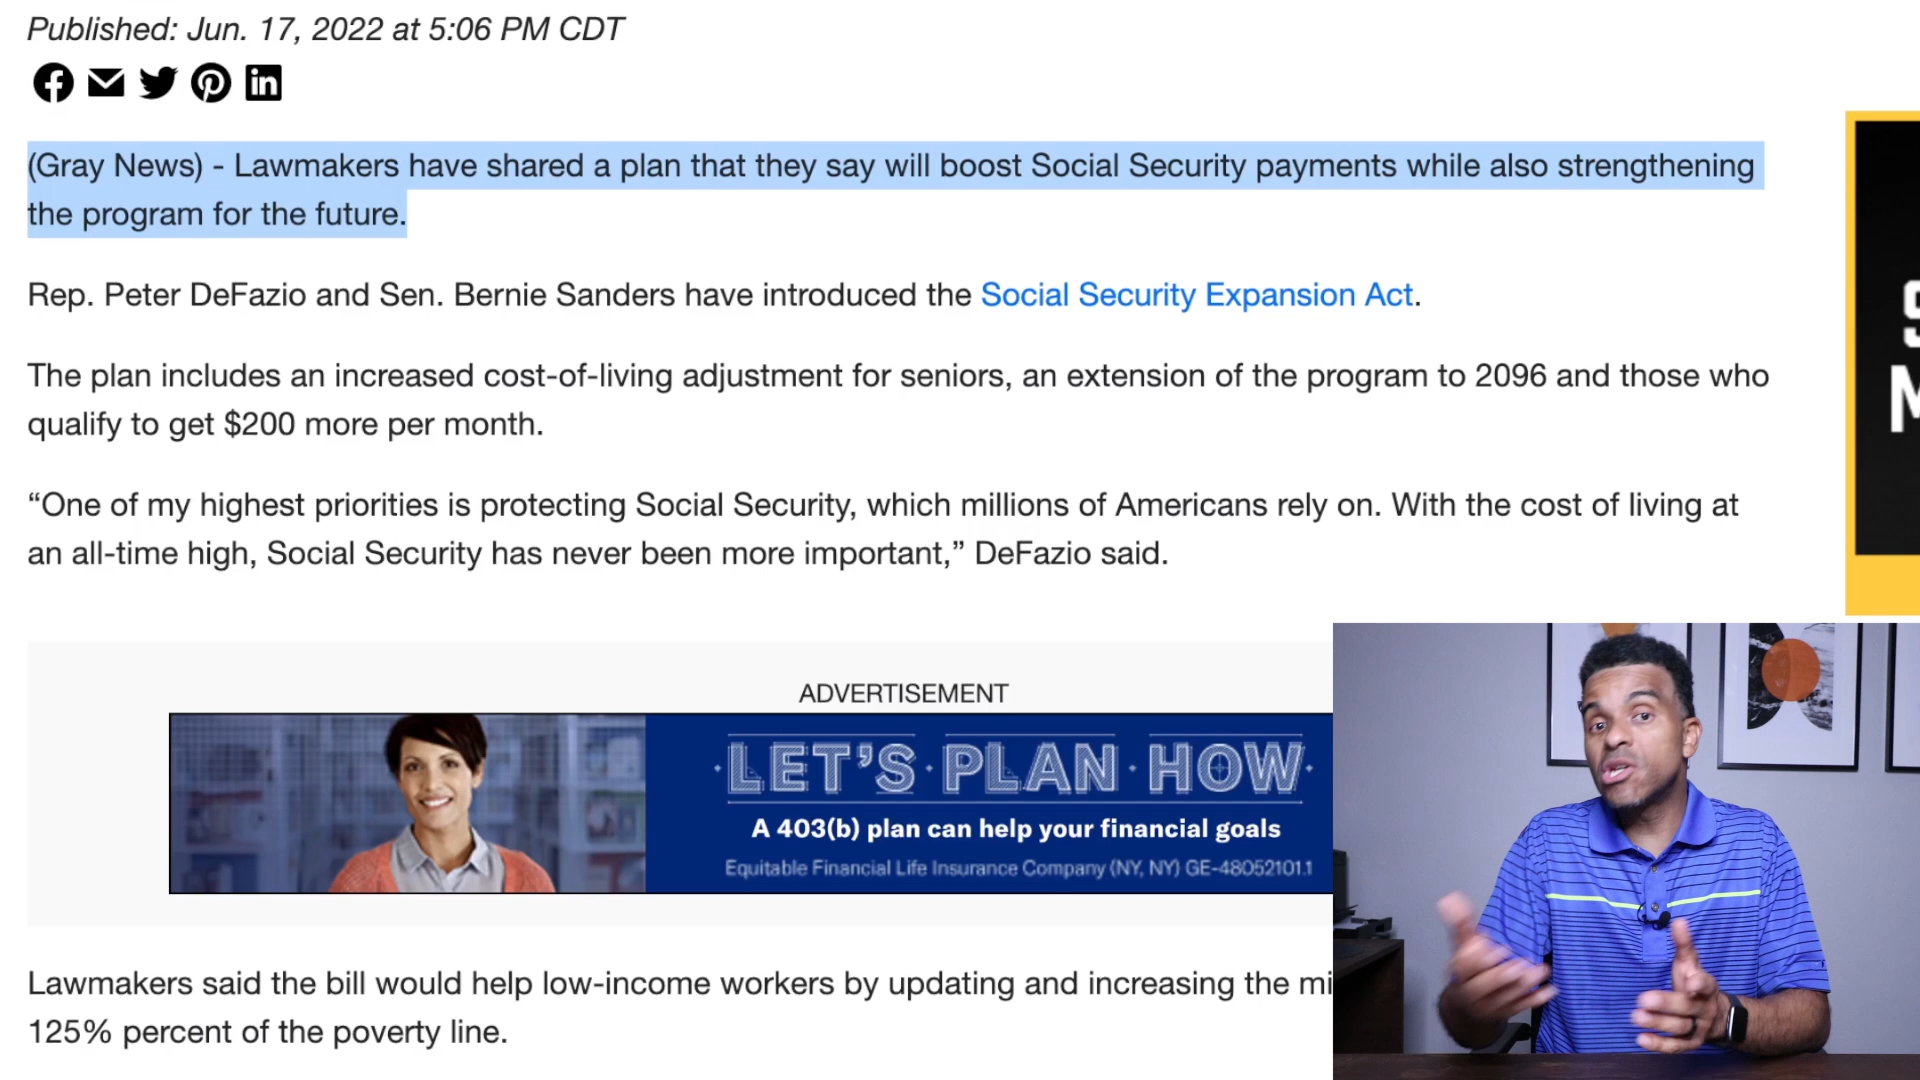 Published: Jun. 17, 2022 at 5:06 PM CDT
(Gray News) - Lawmakers have shared a plan that they say will boost Social Security payments while also strengthening
the program for the future.
Rep. Peter DeFazio and Sen. Bernie Sanders have introduced the Social Security Expansion Act.
The plan includes an increased cost-of-living adjustment for seniors, an extension of the program to 2096 and those who
qualify to get $200 more per month.
“One of my highest priorities is protecting Social Security, which millions of Americans rely on. With the cost of living at
an all-time high, Social Security has never been more important,” DeFazio said.
ADVERTISEMENT
LET’S · PLAN · HOW
A 403(b) plan can help your financial goals
Equitable Financial Life Insurance Company (NY, NY) GE-48052101.1
Lawmakers said the bill would help low-income workers by updating and increasing the mi
125% percent of the poverty line.